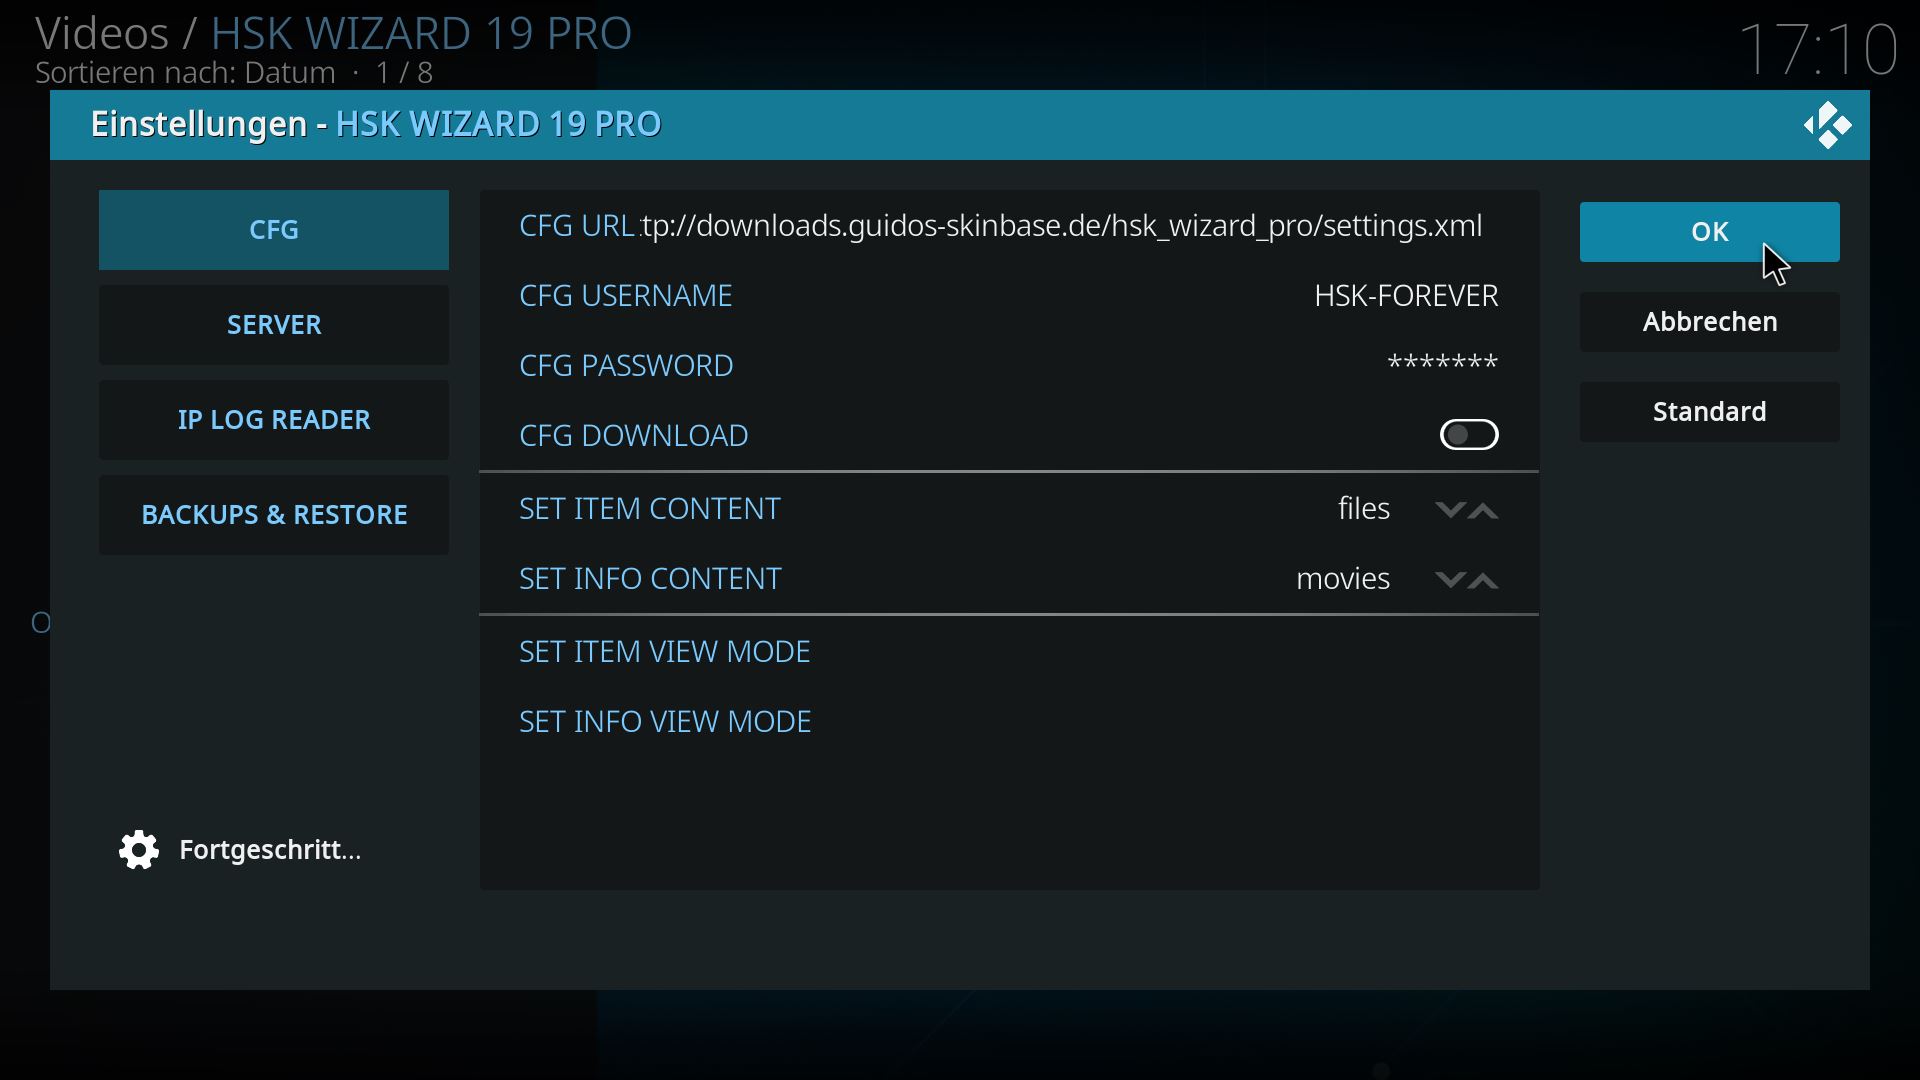 Videos / HSK WIZARD 19 PRO
Sortieren nach: Datum · 1 / 8
17:10
Einstellungen - HSK WIZARD 19 PRO
CFG
SERVER
IP LOG READER
BACKUPS & RESTORE
Fortgeschritt...
CFG URL tp://downloads.guidos-skinbase.de/hsk_wizard_pro/settings.xml
CFG USERNAME HSK-FOREVER
CFG PASSWORD *******
CFG DOWNLOAD
SET ITEM CONTENT files
SET INFO CONTENT movies
SET ITEM VIEW MODE
SET INFO VIEW MODE
OK
Abbrechen
Standard